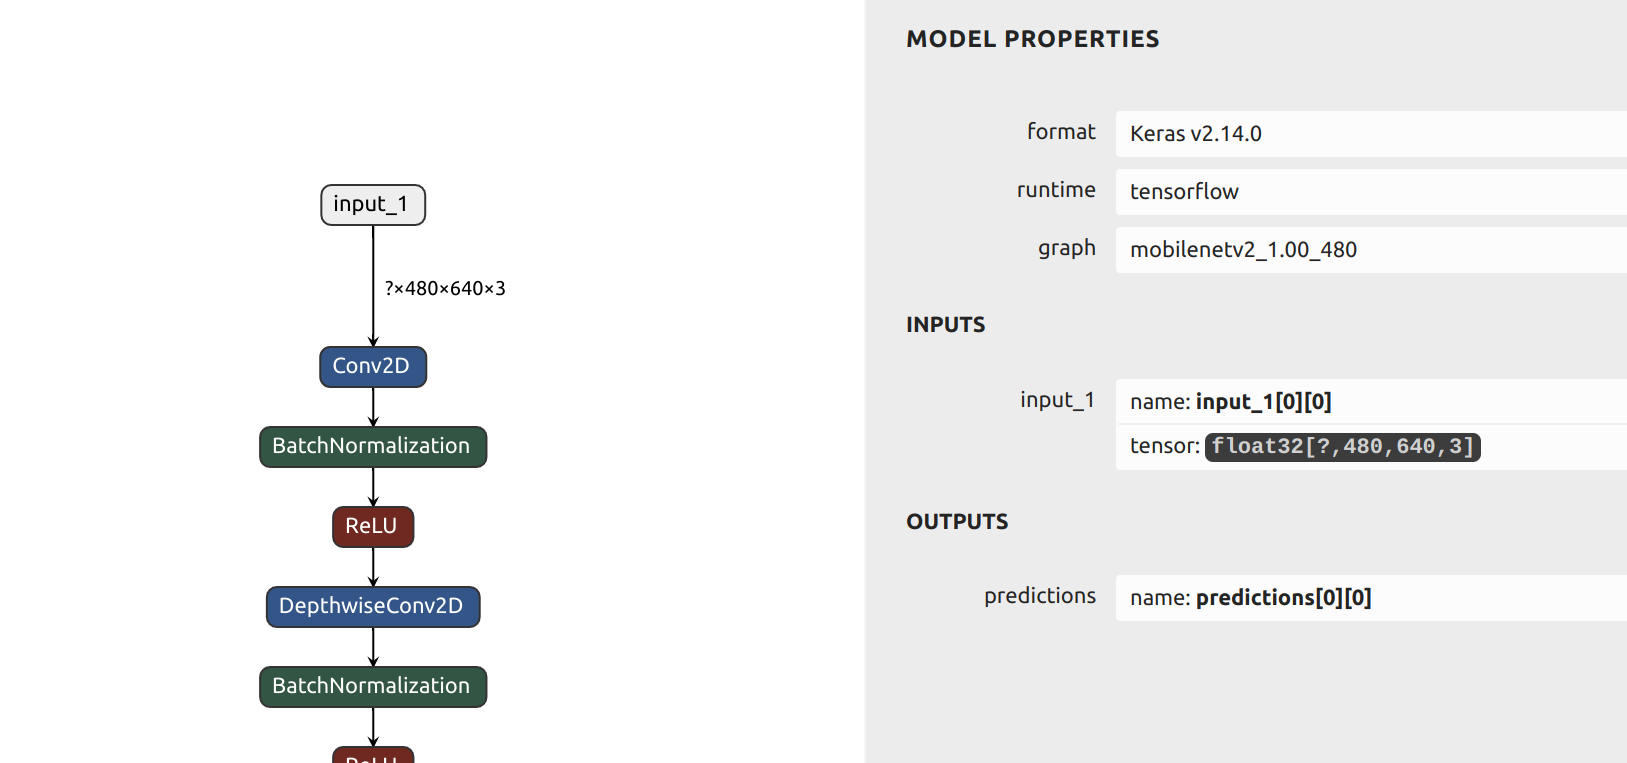 input_1
?×480×640×3
Conv2D
BatchNormalization
ReLU
DepthwiseConv2D
BatchNormalization
ReLU
MODEL PROPERTIES
format Keras v2.14.0
runtime tensorflow
graph mobilenetv2_1.00_480
INPUTS
input_1 name: input_1[0][0]
tensor: float32[?,480,640,3]
OUTPUTS
predictions name: predictions[0][0]